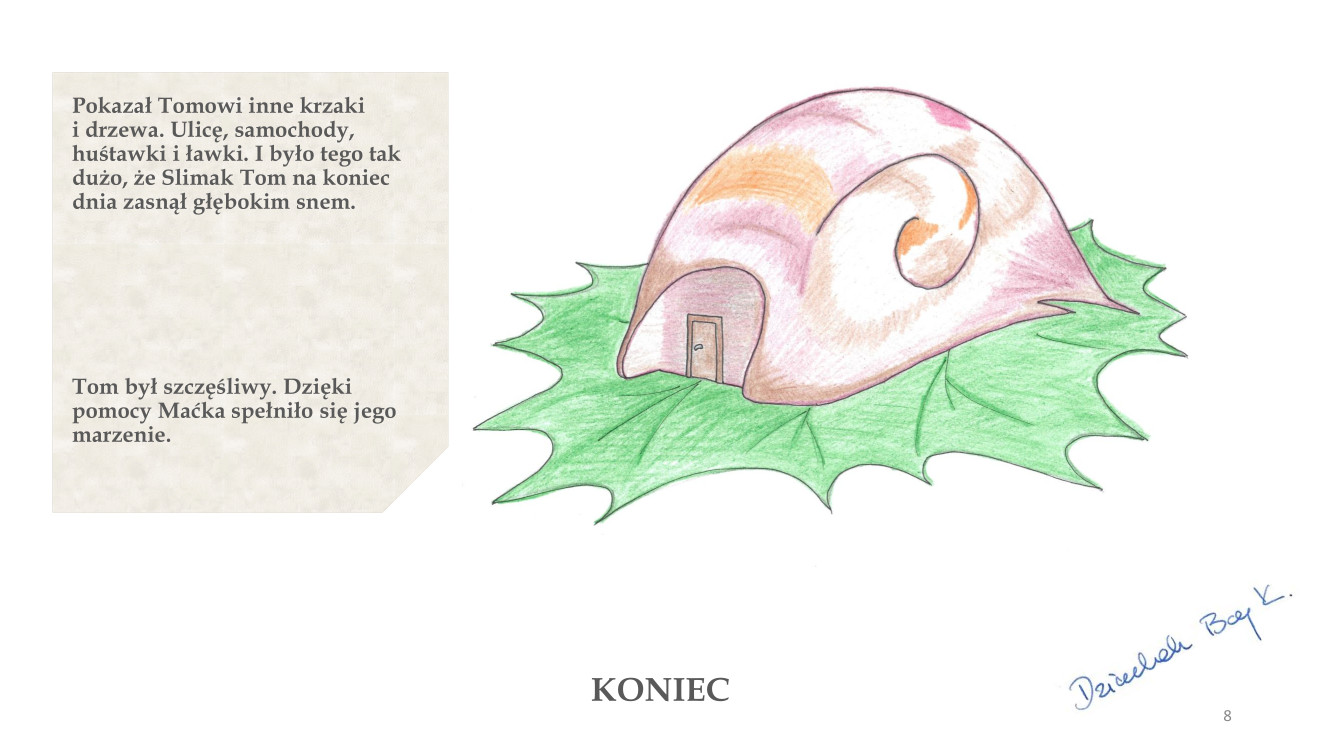 Pokazał Tomowi inne krzaki
i drzewa. Ulicę, samochody,
huśtawki i ławki. I było tego tak
dużo, że Slimak Tom na koniec
dnia zasnął głębokim snem.
Tom był szczęśliwy. Dzięki
pomocy Maćka spełniło się jego
marzenie.
KONIEC
8